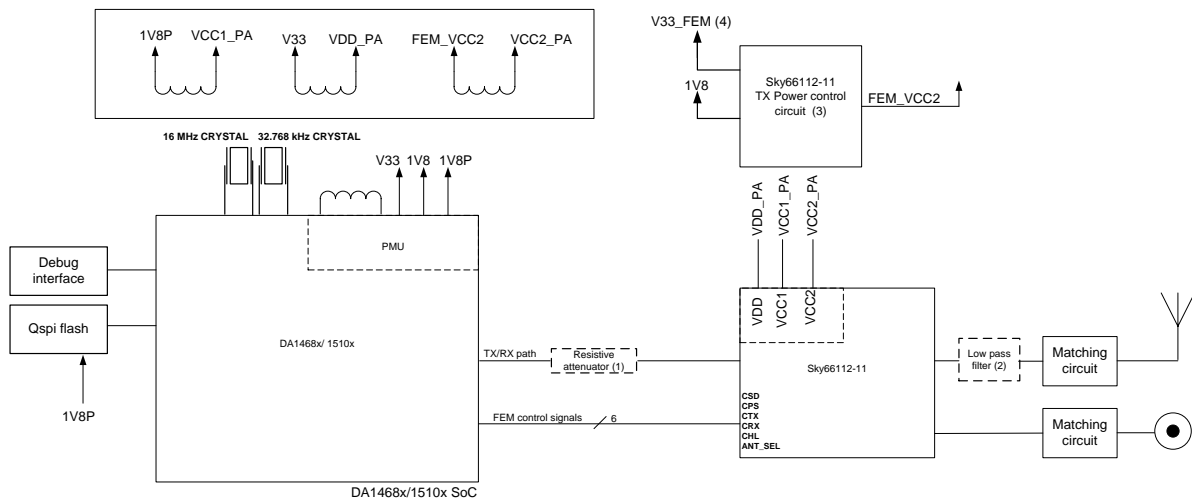 1V8P
VCC1_PA
V33
VDD_PA
FEM_VCC2
VCC2_PA
V33_FEM (4)
1V8
Sky66112-11
TX Power control
circuit (3)
FEM_VCC2
16 MHz CRYSTAL
32.768 kHz CRYSTAL
V33
1V8
1V8P
PMU
VDD_PA
VCC1_PA
VCC2_PA
Debug
interface
Qspi flash
1V8P
DA1468x/ 1510x
TX/RX path
Resistive
attenuator (1)
FEM control signals
6
VDD
VCC1
VCC2
Sky66112-11
CSD
CPS
CTX
CRX
CHL
ANT_SEL
Low pass
filter (2)
Matching
circuit
Matching
circuit
DA1468x/1510x SoC